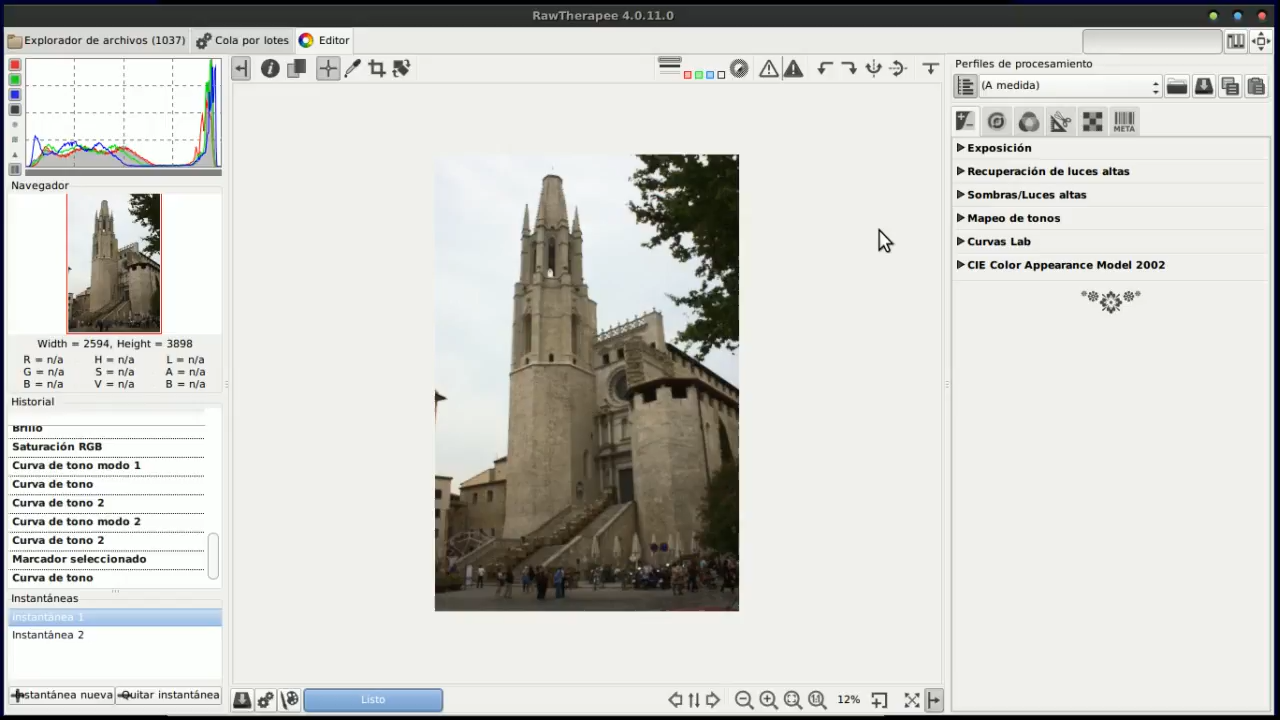 RawTherapee 4.0.11.0
Explorador de archivos (1037)
Cola por lotes
Editor
Perfiles de procesamiento
(A medida)
META
Exposición
Recuperación de luces altas
Sombras/Luces altas
Mapeo de tonos
Curvas Lab
CIE Color Appearance Model 2002
Navegador
Width = 2594, Height = 3898
R = n/a H = n/a L = n/a
G = n/a S = n/a A = n/a
B = n/a V = n/a B = n/a
Historial
Brillo
Saturación RGB
Curva de tono modo 1
Curva de tono
Curva de tono 2
Curva de tono modo 2
Curva de tono 2
Marcador seleccionado
Curva de tono
Instantáneas
Instantánea 1
Instantánea 2
Instantánea nueva
Quitar instantánea
Listo
12%